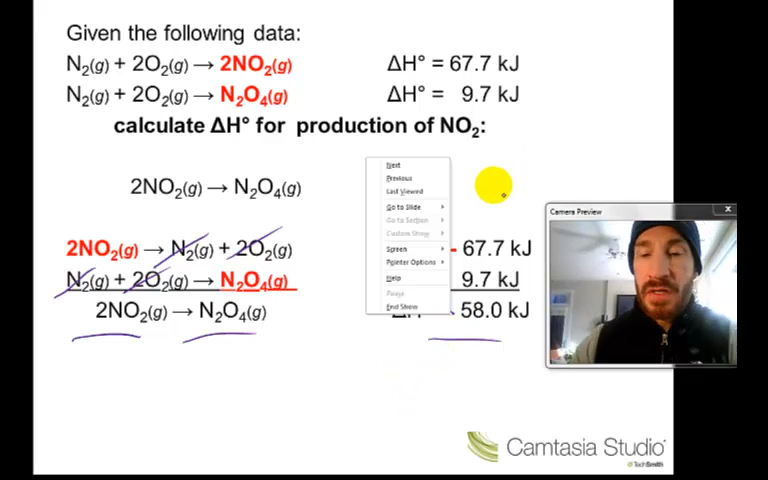 Given the following data:
N₂(g) + 2O₂(g) → 2NO₂(g) ΔH° = 67.7 kJ
N₂(g) + 2O₂(g) → N₂O₄(g) ΔH° = 9.7 kJ
calculate ΔH° for production of NO₂:
2NO₂(g) → N₂O₄(g)
2NO₂(g) → N₂(g) + 2O₂(g) - 67.7 kJ
N₂(g) + 2O₂(g) → N₂O₄(g) 9.7 kJ
2NO₂(g) → N₂O₄(g) 58.0 kJ
Next
Previous
Last Viewed
Go to Slide
Go to Section
Custom Show
Screen
Pointer Options
Help
Pause
End Show
Camera Preview
Camtasia Studio
TechSmith